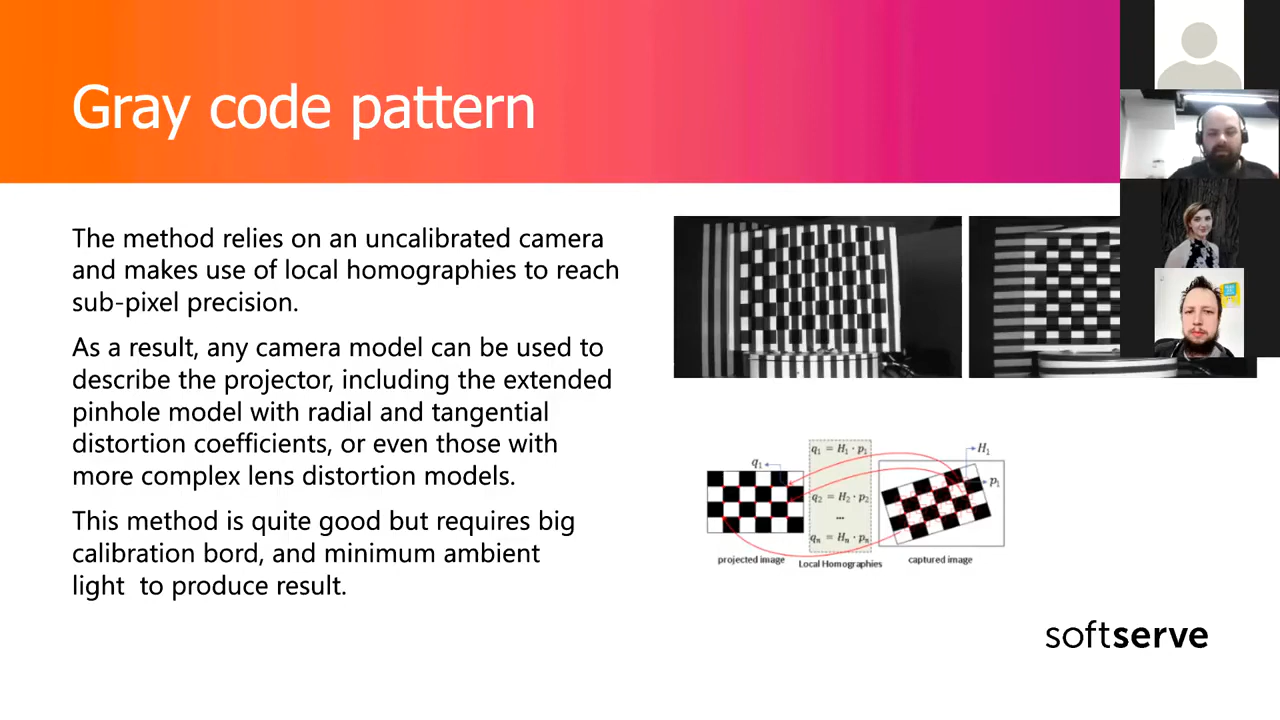 Gray code pattern
The method relies on an uncalibrated camera
and makes use of local homographies to reach
sub-pixel precision.
As a result, any camera model can be used to
describe the projector, including the extended
pinhole model with radial and tangential
distortion coefficients, or even those with
more complex lens distortion models.
This method is quite good but requires big
calibration bord, and minimum ambient
light  to produce result.
q₁
q₁ = H₁ · p₁
q₂ = H₂ · p₂
...
qₙ = Hₙ · pₙ
H₁
p₁
projected image
Local Homographies
captured image
softserve